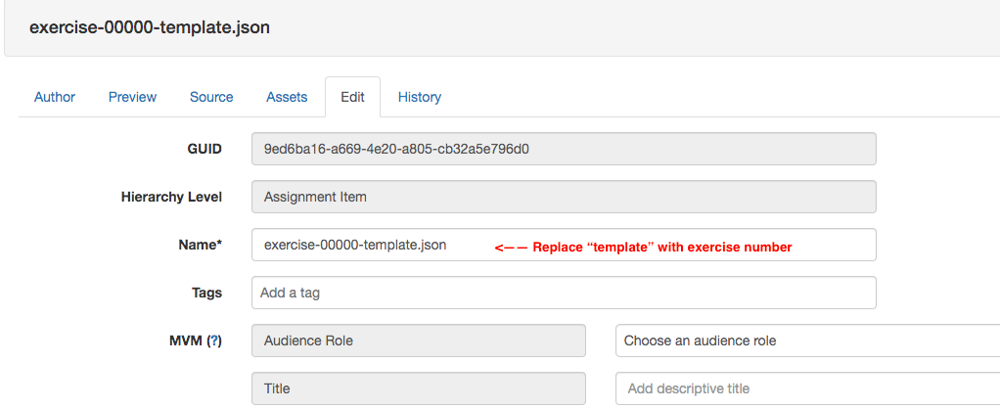 exercise-00000-template.json
Author Preview Source Assets Edit History
GUID 9ed6ba16-a669-4e20-a805-cb32a5e796d0
Hierarchy Level Assignment Item
Name* exercise-00000-template.json <—— Replace “template” with exercise number
Tags Add a tag
MVM (?) Audience Role Choose an audience role
Title Add descriptive title